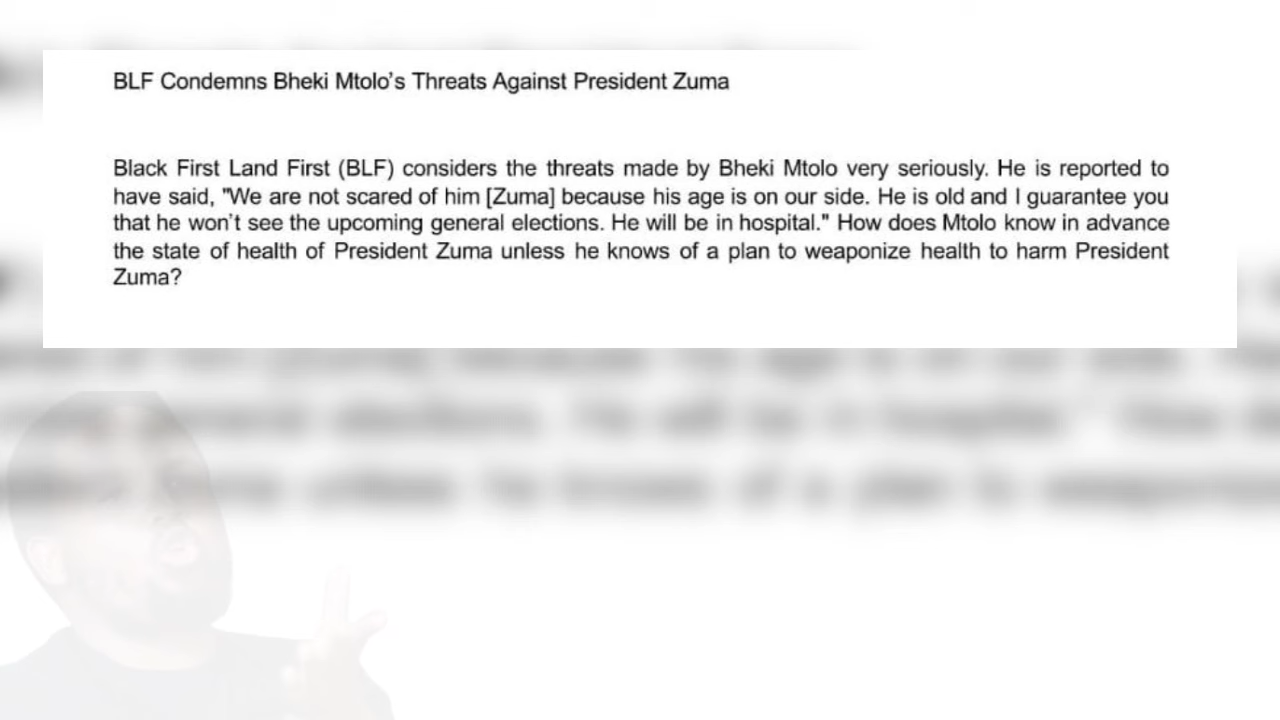 BLF Condemns Bheki Mtolo's Threats Against President Zuma
Black First Land First (BLF) considers the threats made by Bheki Mtolo very seriously. He is reported to
have said, "We are not scared of him [Zuma] because his age is on our side. He is old and I guarantee you
that he won't see the upcoming general elections. He will be in hospital." How does Mtolo know in advance
the state of health of President Zuma unless he knows of a plan to weaponize health to harm President
Zuma?